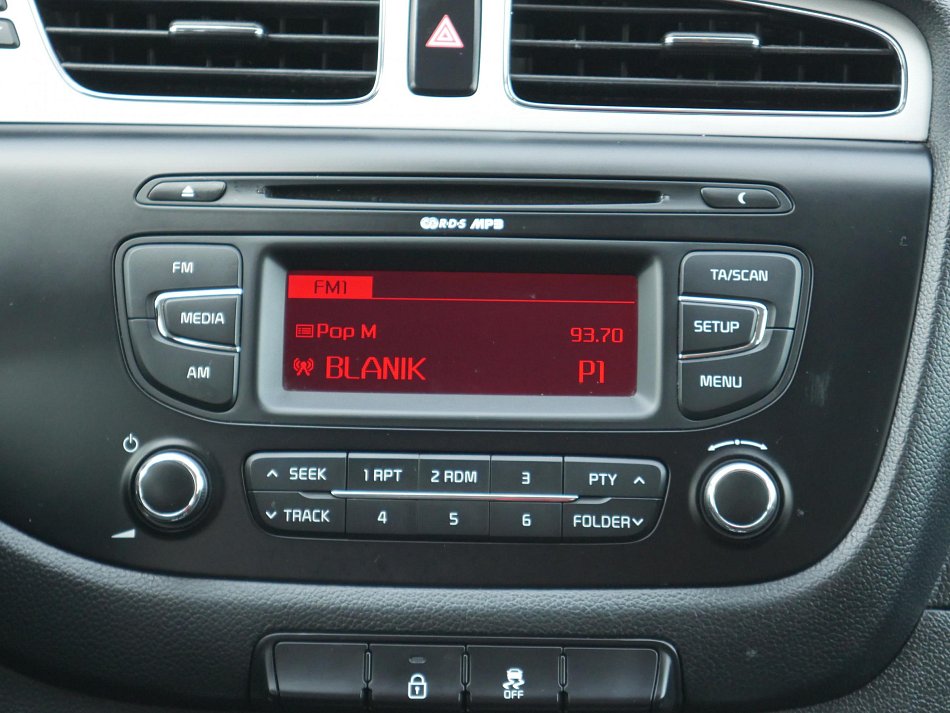 RDS MP3
FM
MEDIA
AM
FM1
Pop M 93.70
BLANIK P1
TA/SCAN
SETUP
MENU
SEEK 1 RPT 2 RDM 3 PTY
TRACK 4 5 6 FOLDER
OFF